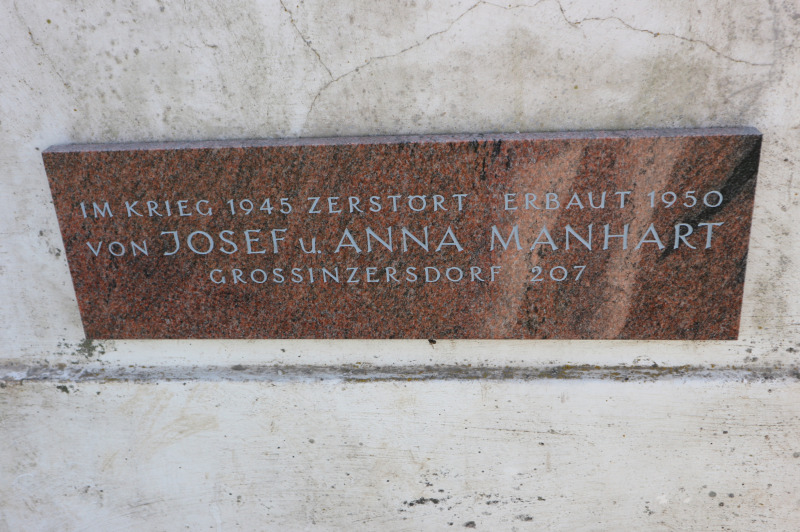 IM KRIEG 1945 ZERSTÖRT ERBAUT 1950
VON JOSEF u. ANNA MANHART
GROSSINZERSDORF 207